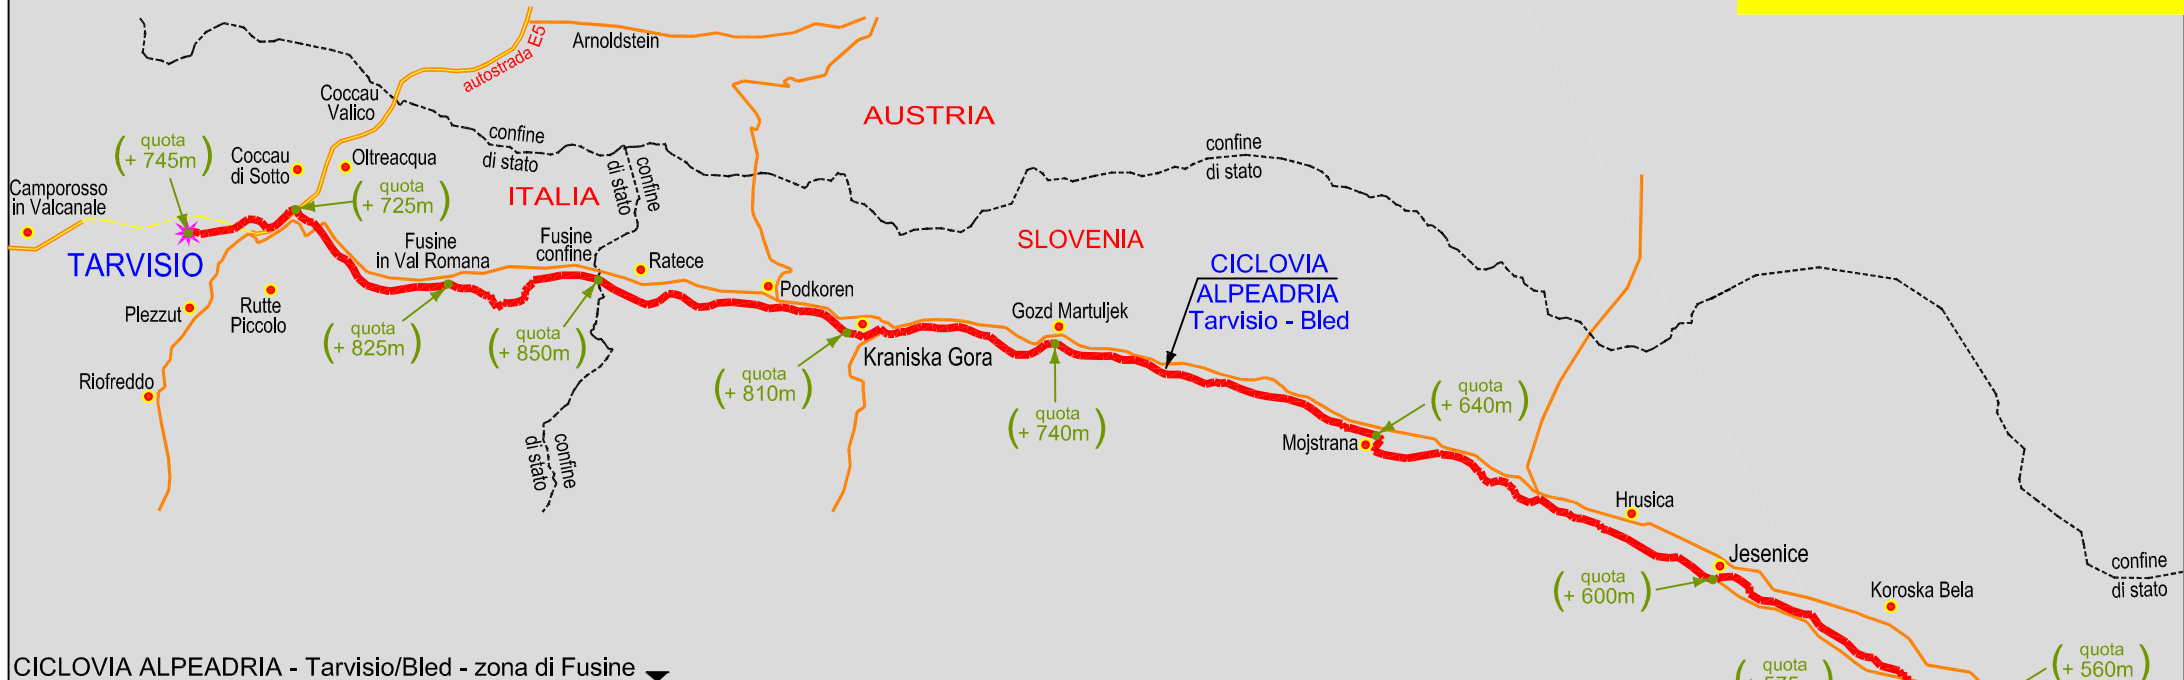 Arnoldstein
autostrada E5
Coccau
Valico
AUSTRIA
confine
di stato
confine
di stato
confine
di stato
quota
+ 745m
Coccau
di Sotto
Oltreacqua
quota
+ 725m
ITALIA
Camporosso
in Valcanale
TARVISIO
Fusine
in Val Romana
Fusine
confine
Ratece
SLOVENIA
CICLOVIA
ALPEADRIA
Tarvisio - Bled
Podkoren
Plezzut
Rutte
Piccolo
quota
+ 825m
quota
+ 850m
Gozd Martuljek
Kraniska Gora
Riofreddo
quota
+ 810m
quota
+ 740m
quota
+ 640m
Mojstrana
confine
di stato
Hrusica
Jesenice
quota
+ 600m
Koroska Bela
confine
di stato
CICLOVIA ALPEADRIA - Tarvisio/Bled - zona di Fusine
quota
quota
+ 560m